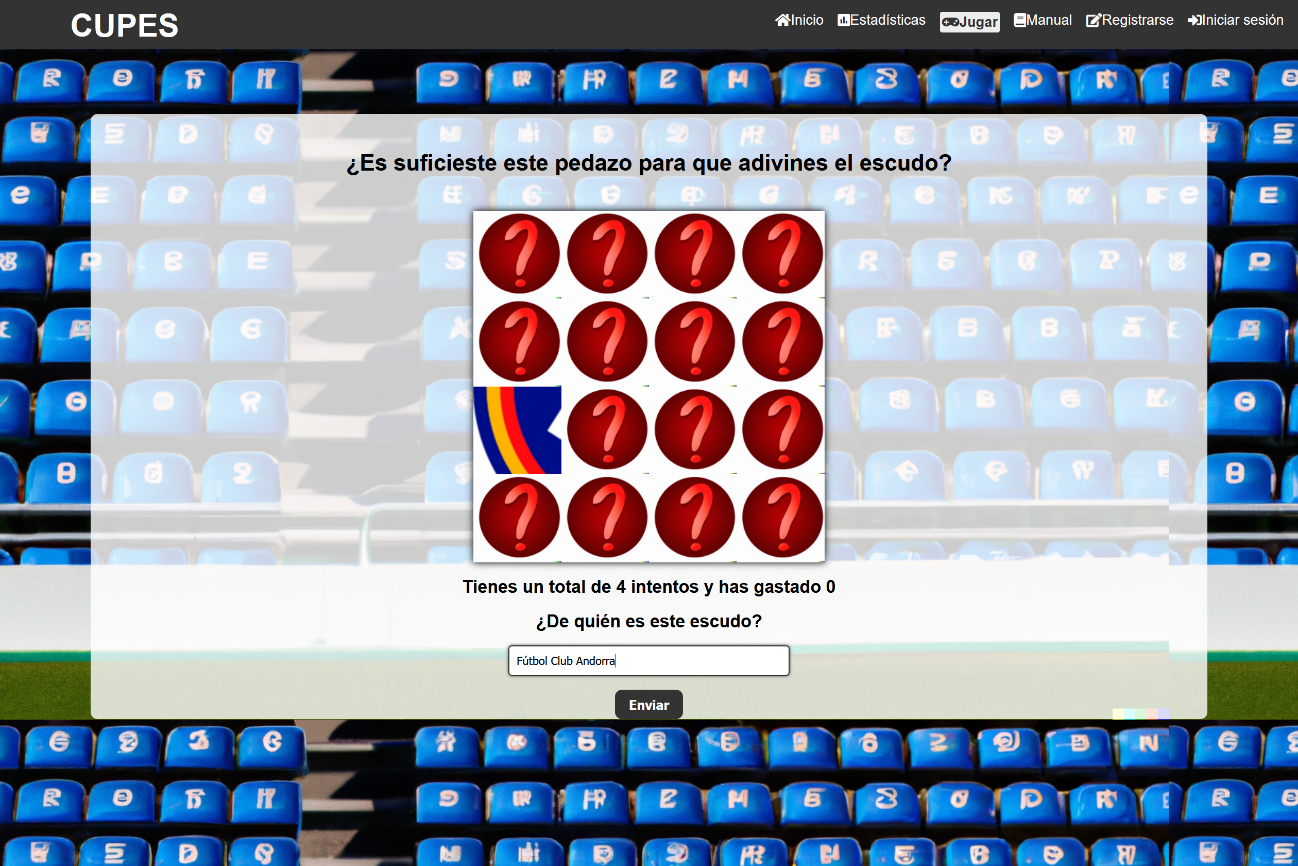 CUPES
Inicio Estadísticas Jugar Manual Registrarse Iniciar sesión
¿Es suficieste este pedazo para que adivines el escudo?
Tienes un total de 4 intentos y has gastado 0
¿De quién es este escudo?
Fútbol Club Andorra
Enviar